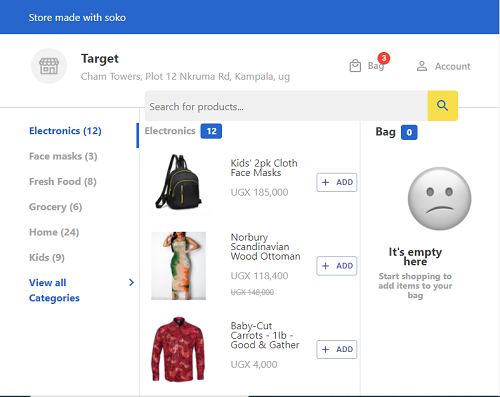 Store made with soko
Target
Cham Towers, Plot 12 Nkruma Rd, Kampala, ug
Bag
3
Account
Search for products...
Electronics (12)
Face masks (3)
Fresh Food (8)
Grocery (6)
Home (24)
Kids (9)
View all
Categories
Electronics 12
Kids' 2pk Cloth
Face Masks
UGX 185,000
+ ADD
Norbury
Scandinavian
Wood Ottoman
UGX 118,400
UGX 148,000
+ ADD
Baby-Cut
Carrots - 1lb -
Good & Gather
UGX 4,000
+ ADD
Bag 0
It's empty
here
Start shopping to
add items to your
bag